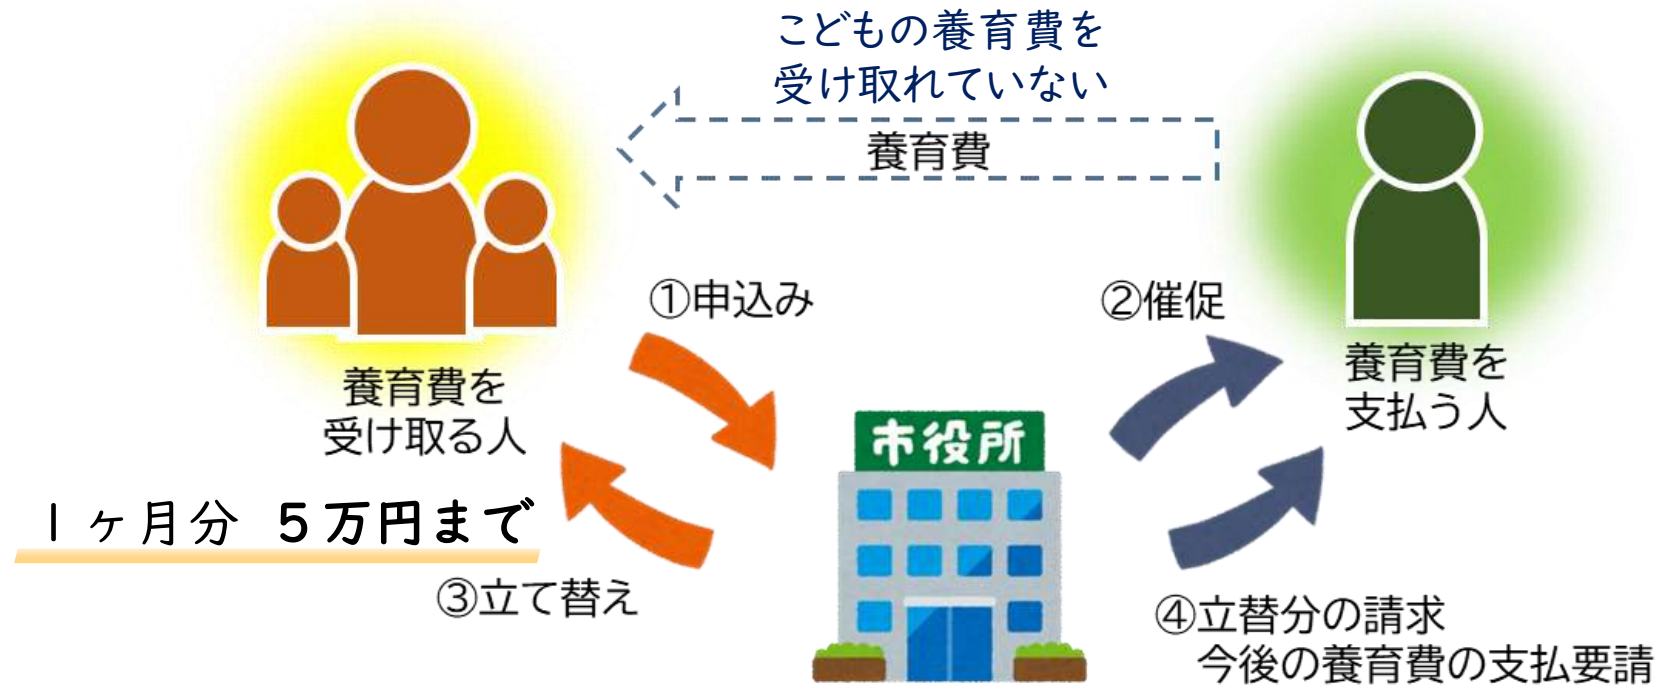 こどもの養育費を
受け取れていない
養育費
①申込み
②催促
養育費を
受け取る人
養育費を
支払う人
市役所
1ヶ月分 5万円まで
③立て替え
④立替分の請求
今後の養育費の支払要請